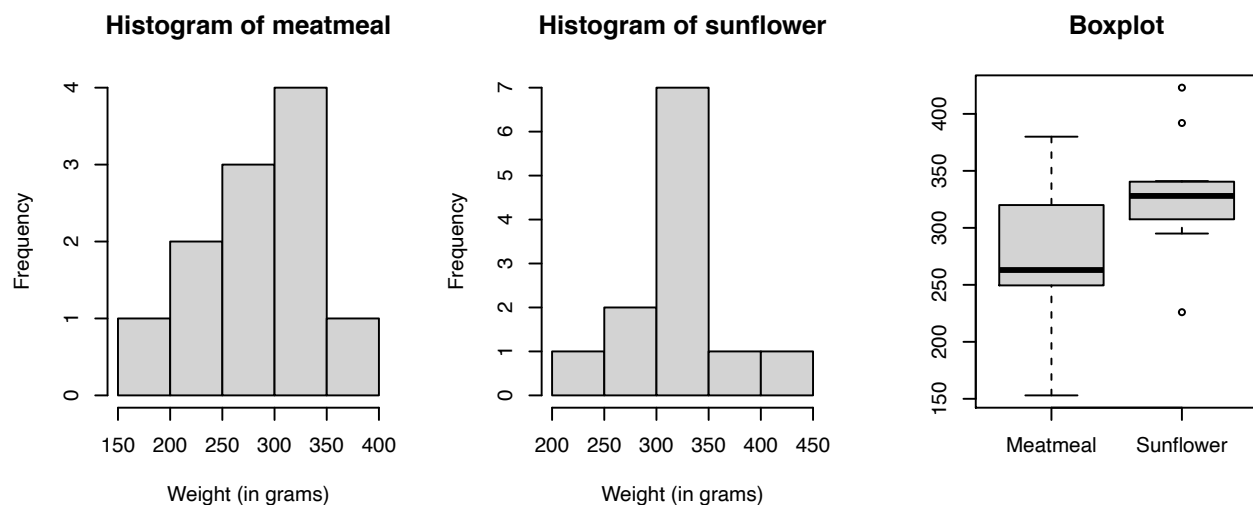 Histogram of meatmeal
Frequency
4
3
2
1
0
150 200 250 300 350 400
Weight (in grams)
Histogram of sunflower
Frequency
7
6
5
4
3
2
1
0
200 250 300 350 400 450
Weight (in grams)
Boxplot
400
350
300
250
200
150
Meatmeal Sunflower